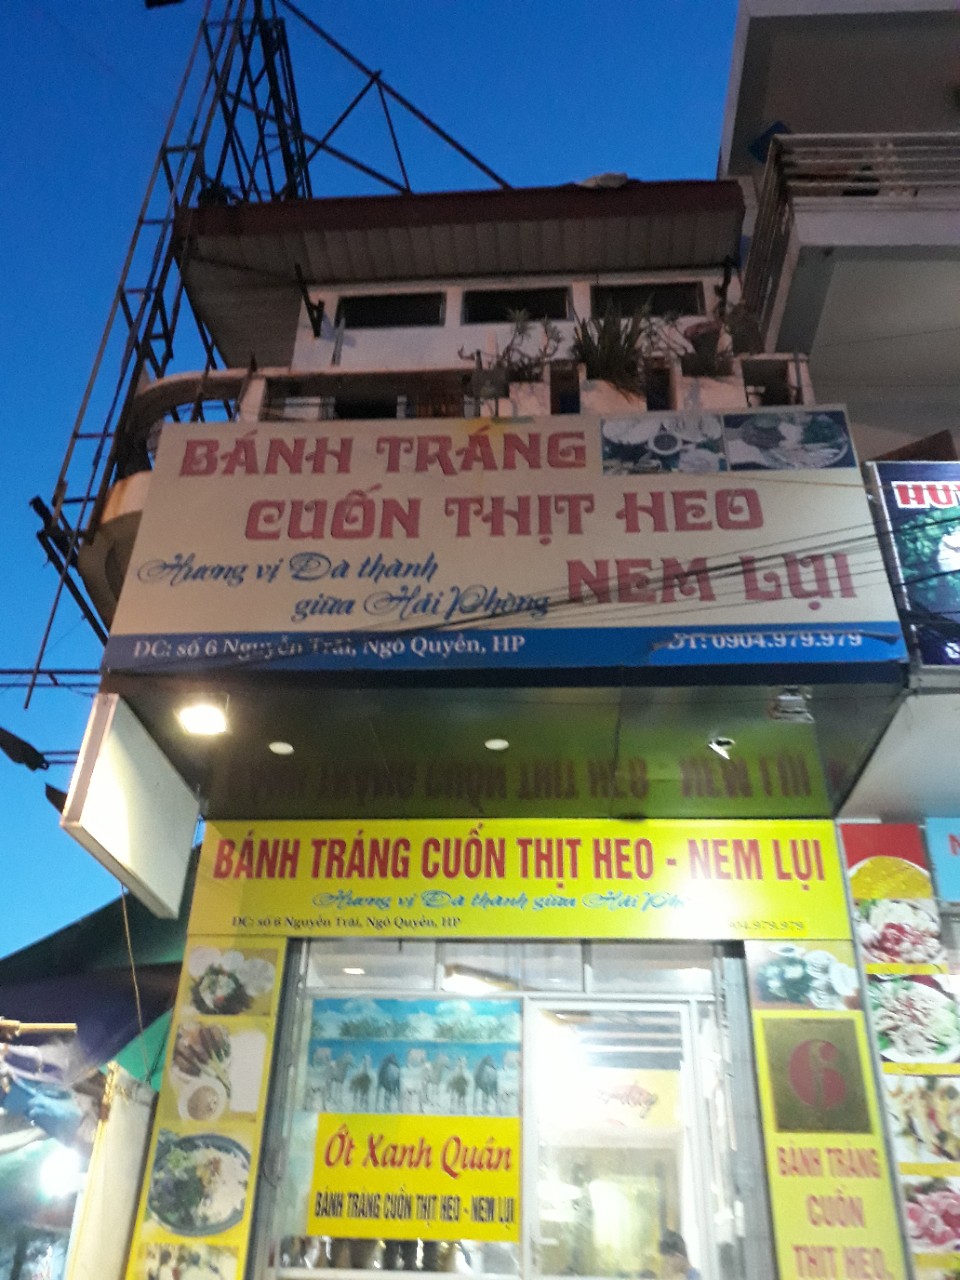 BÁNH TRÁNG
CUỐN THỊT HEO
Hương vị Đà thành
giữa Hải Phòng
NEM LỤI
ĐC: số 6 Nguyễn Trãi, Ngô Quyền, HP
ĐT: 0904.979.979
HU
BÁNH TRÁNG CUỐN THỊT HEO - NEM LỤI
Hương vị Đà thành giữa Hải
ĐC: số 6 Nguyễn Trãi, Ngô Quyền, HP
.979.979
6
Ớt Xanh Quán
BÁNH TRÁNG CUỐN THỊT HEO - NEM LỤI
BÁNH TRÁNG
CUỐN
THỊT HEO